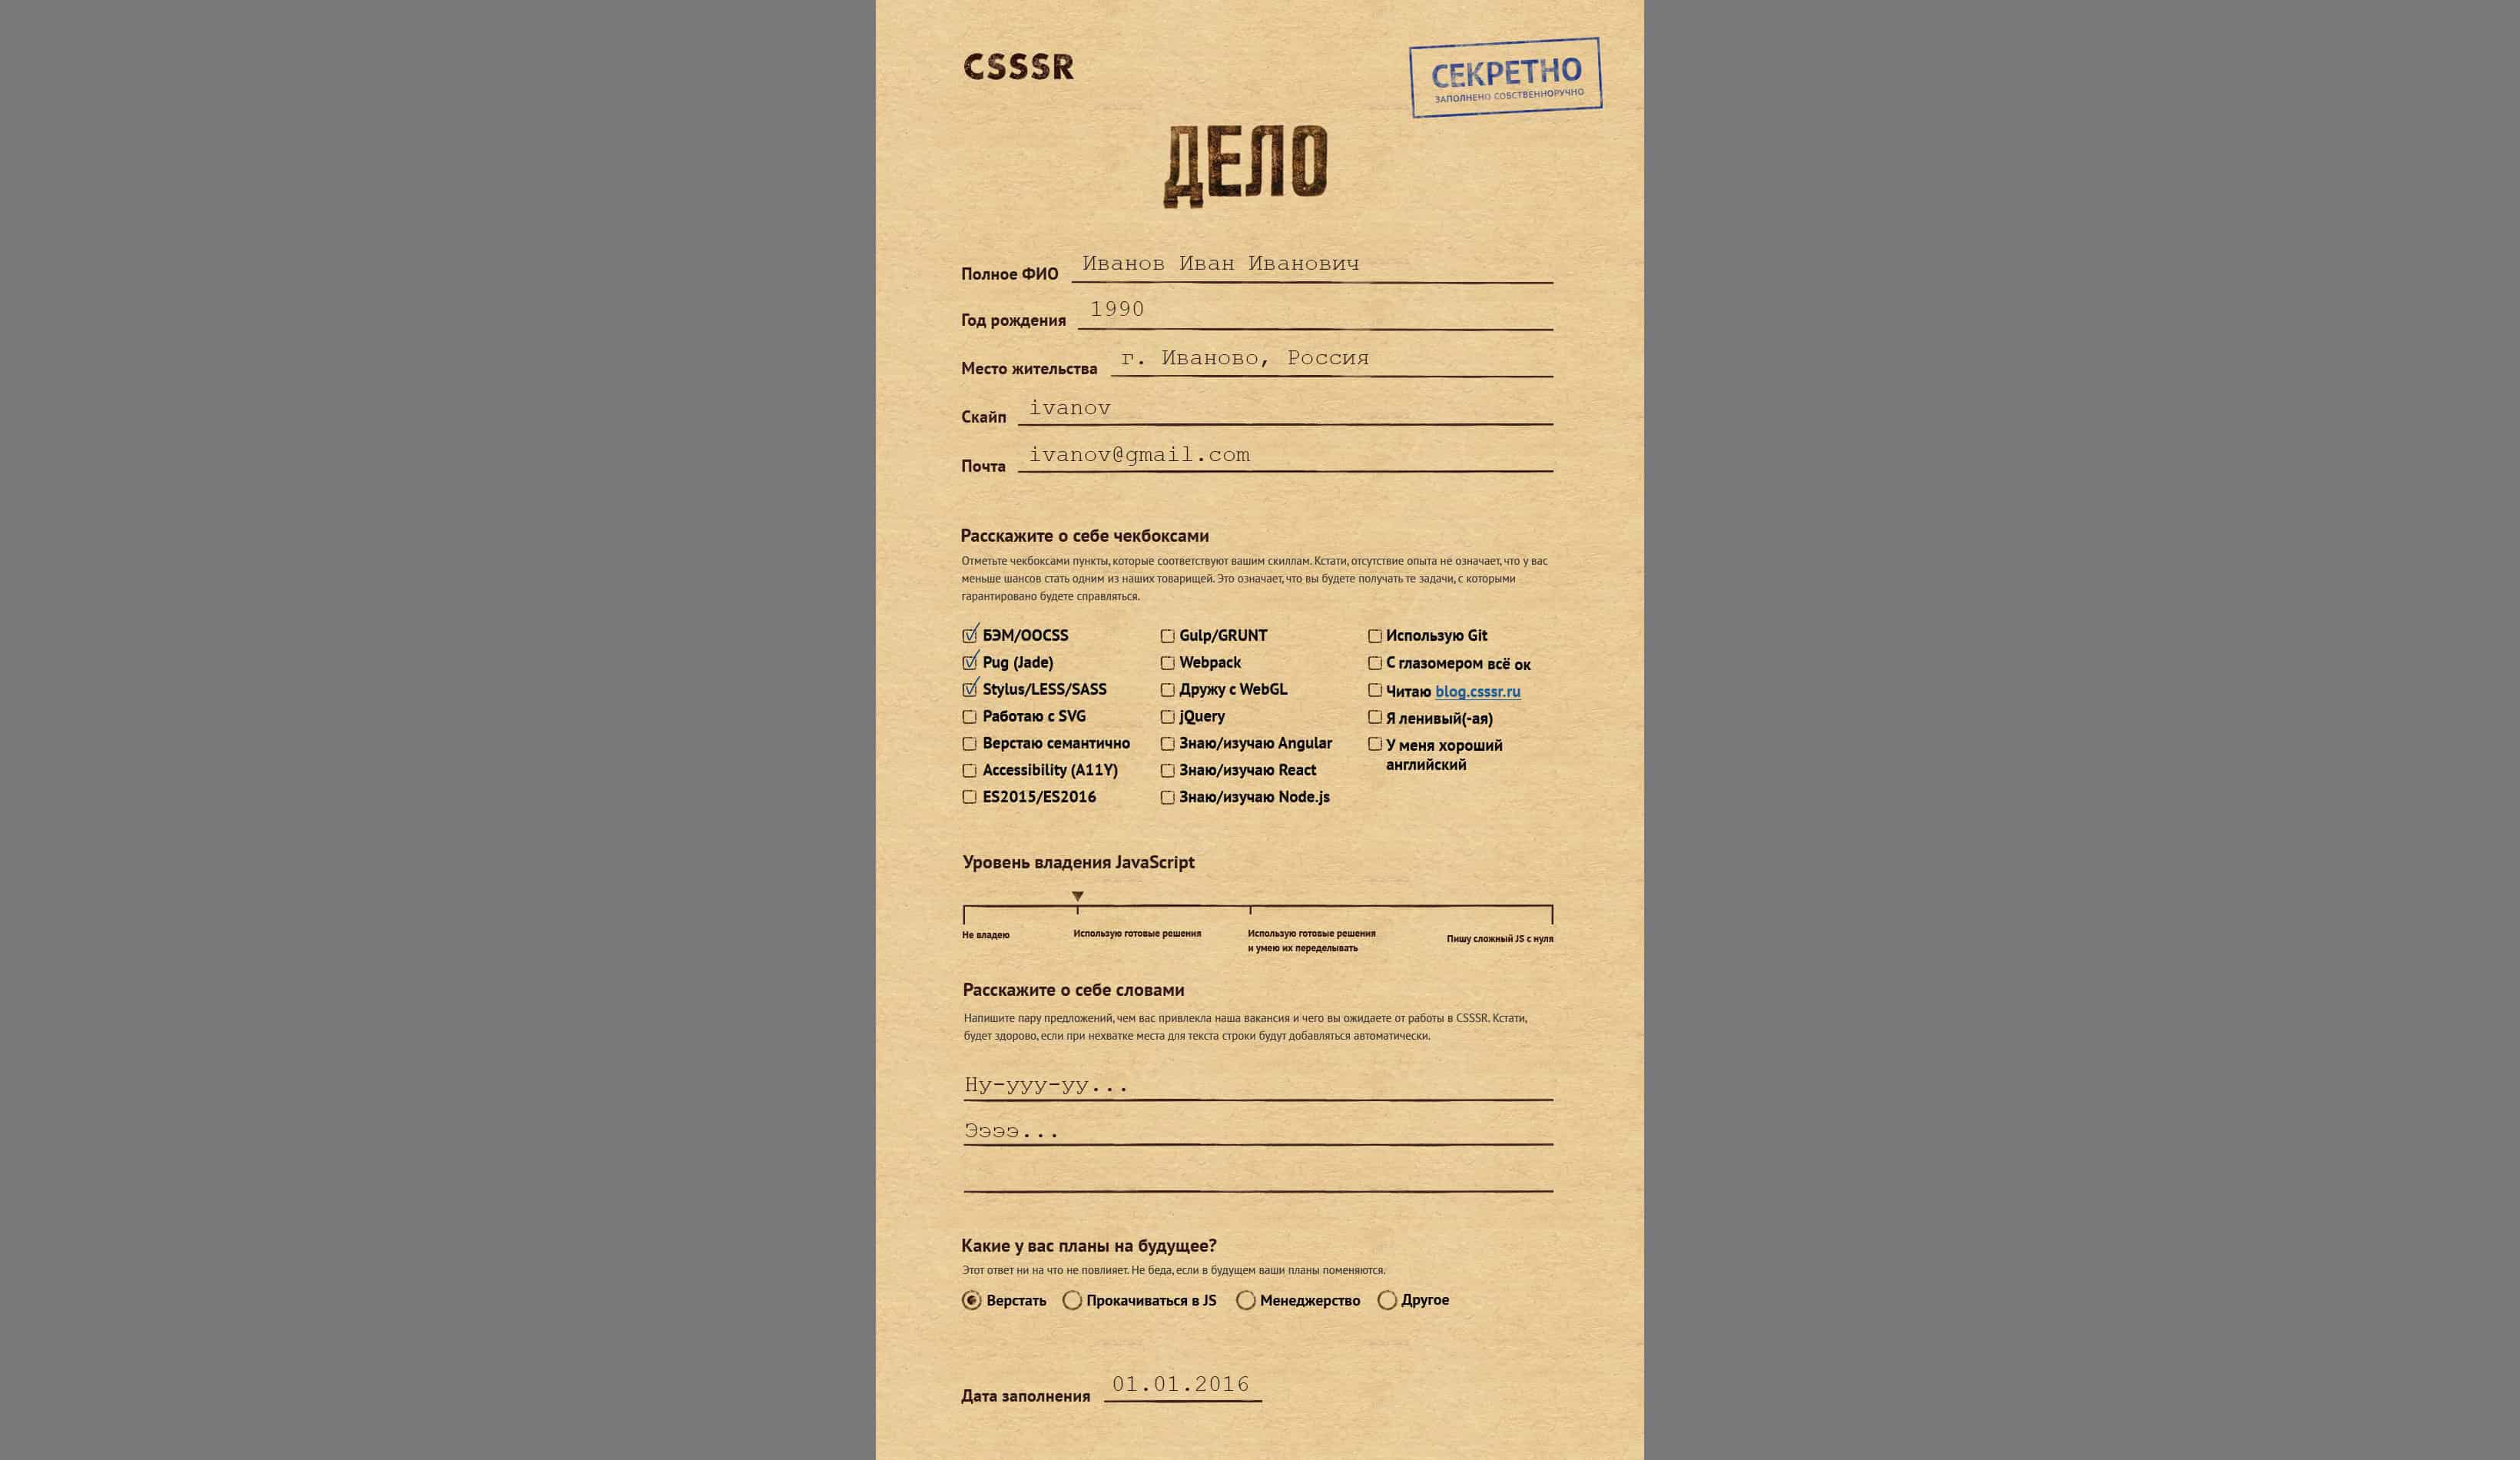 CSSSR
СЕКРЕТНО
ЗАПОЛНЕНО СОБСТВЕННОРУЧНО
ДЕЛО
Полное ФИО Иванов Иван Иванович
Год рождения 1990
Место жительства г. Иваново, Россия
Скайп ivanov
Почта ivanov@gmail.com
Расскажите о себе чекбоксами
Отметьте чекбоксами пункты, которые соответствуют вашим скиллам. Кстати, отсутствие опыта не означает, что у вас
меньше шансов стать одним из наших товарищей. Это означает, что вы будете получать те задачи, с которыми
гарантировано будете справляться.
БЭМ/OOCSS
Pug (Jade)
Stylus/LESS/SASS
Работаю с SVG
Верстаю семантично
Accessibility (A11Y)
ES2015/ES2016
Gulp/GRUNT
Webpack
Дружу с WebGL
jQuery
Знаю/изучаю Angular
Знаю/изучаю React
Знаю/изучаю Node.js
Использую Git
С глазомером всё ок
Читаю blog.csssr.ru
Я ленивый(-ая)
У меня хороший
английский
Уровень владения JavaScript
Не владею
Использую готовые решения
Использую готовые решения
и умею их переделывать
Пишу сложный JS с нуля
Расскажите о себе словами
Напишите пару предложений, чем вас привлекла наша вакансия и чего вы ожидаете от работы в CSSSR. Кстати,
будет здорово, если при нехватке места для текста строки будут добавляться автоматически.
Ну-ууу-уу...
Ээээ...
Какие у вас планы на будущее?
Этот ответ ни на что не повлияет. Не беда, если в будущем ваши планы поменяются.
Верстать Прокачиваться в JS Менеджерство Другое
Дата заполнения 01.01.2016